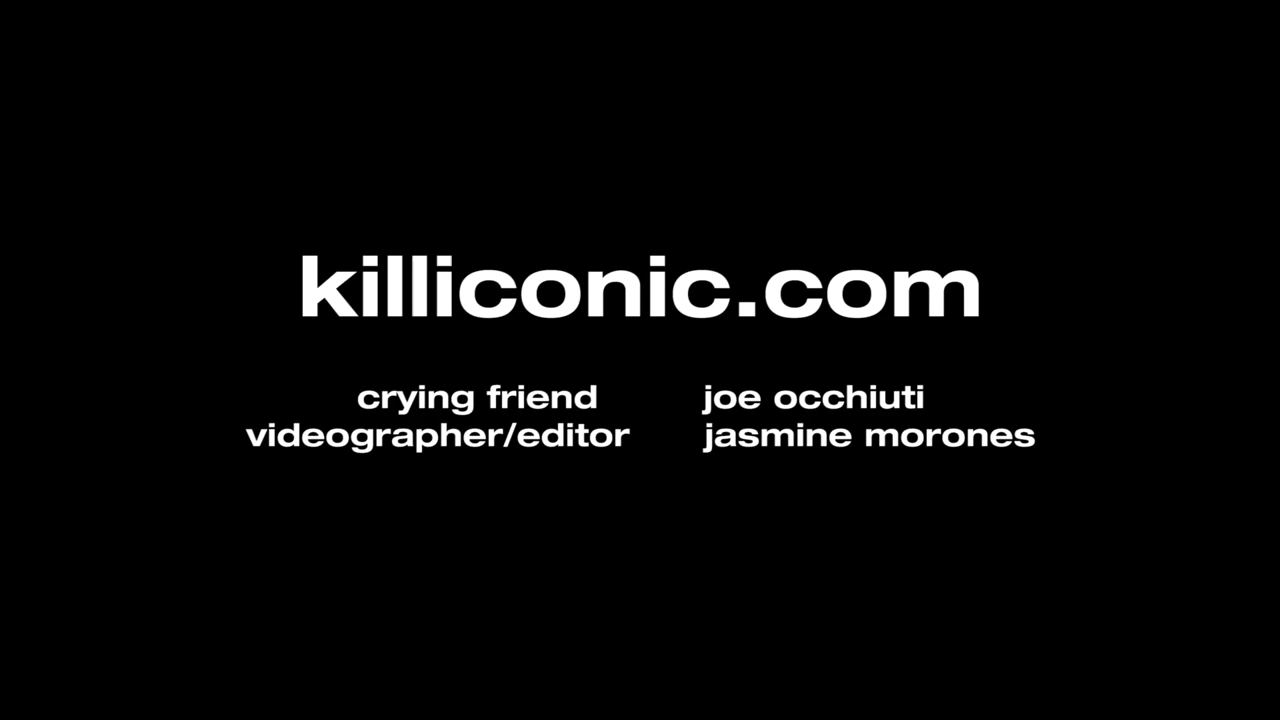 killiconic.com
crying friend joe occhiuti
videographer/editor jasmine morones